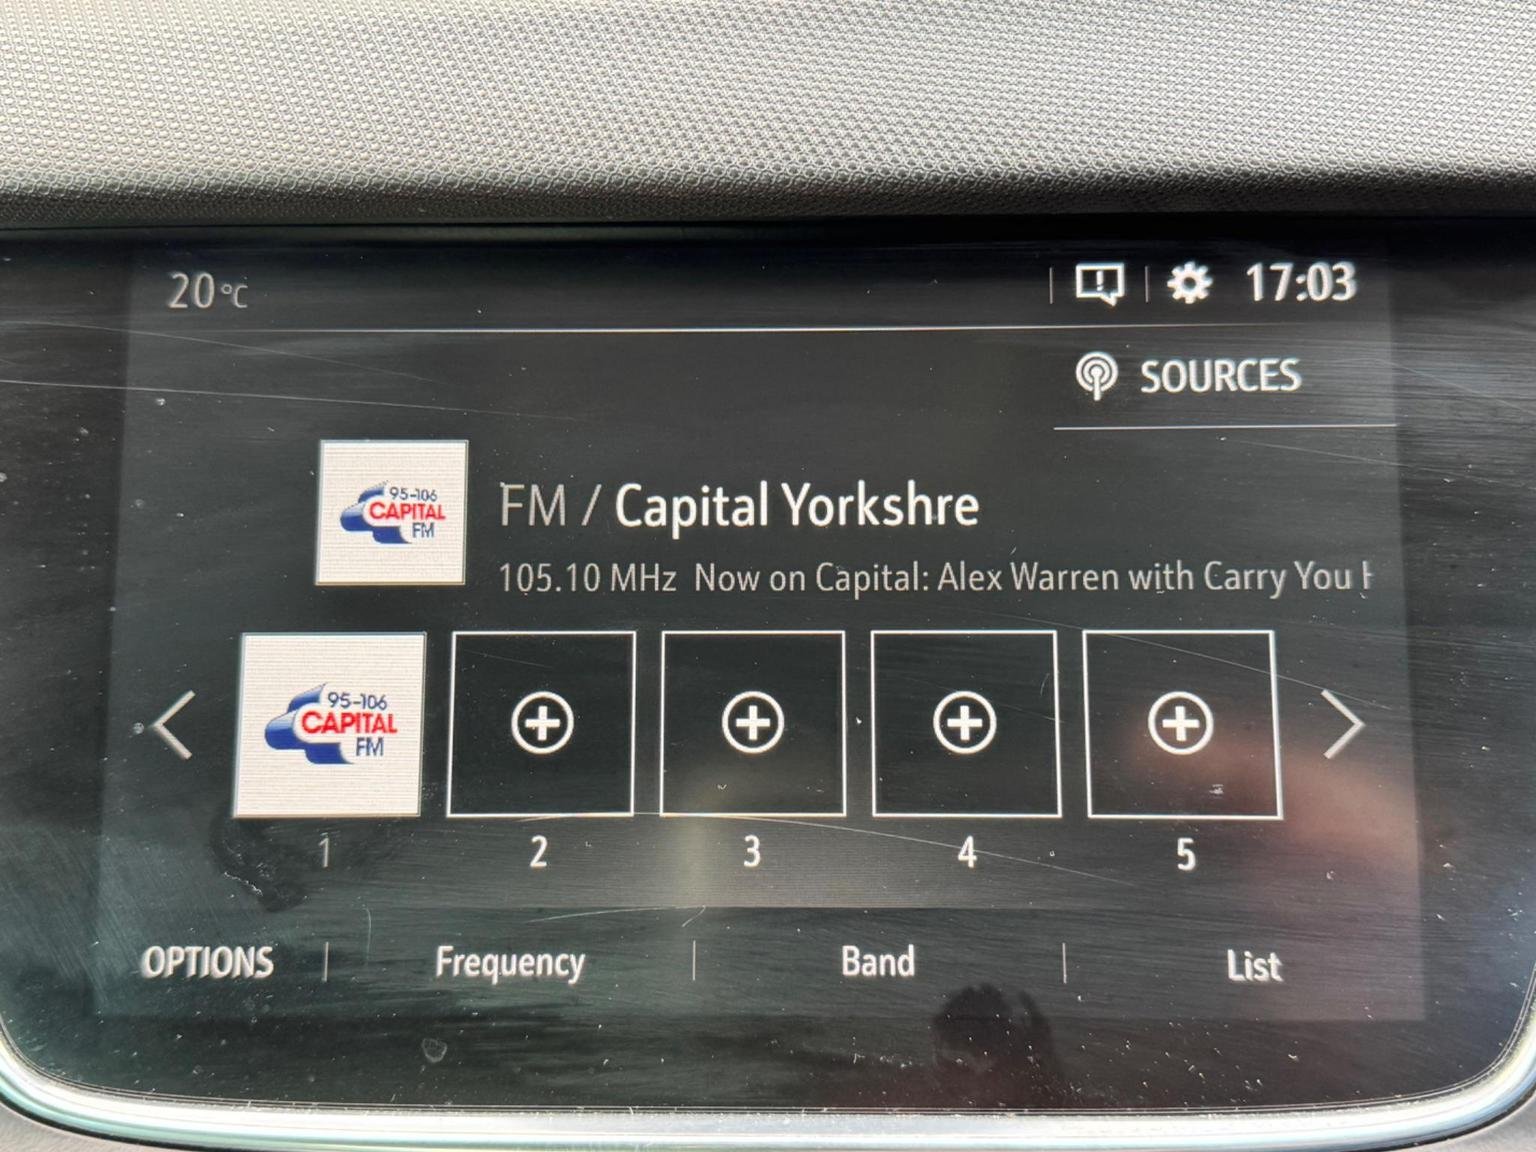 20°C 17:03
SOURCES
95-106
CAPITAL
FM
FM / Capital Yorkshre
105.10 MHz Now on Capital: Alex Warren with Carry You
95-106
CAPITAL
FM
1 2 3 4 5
OPTIONS Frequency Band List